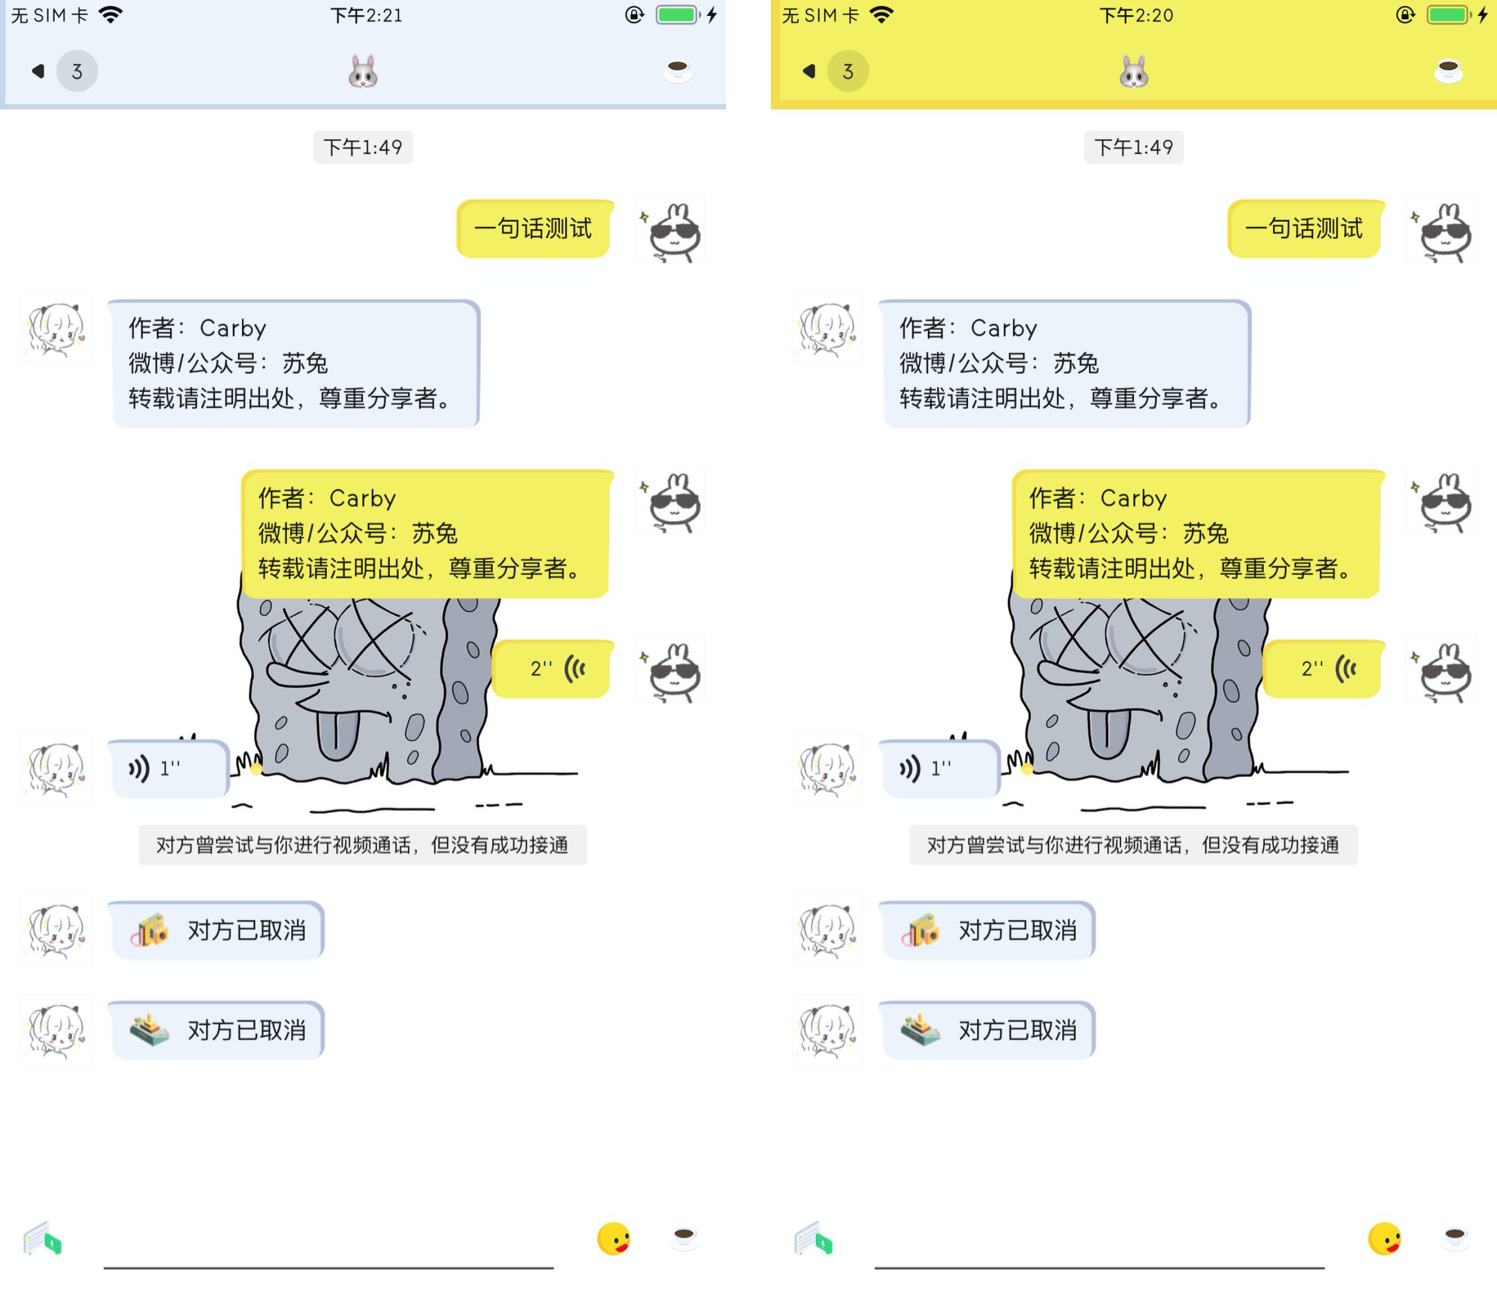 无 SIM 卡 下午2:21
3
下午1:49
一句话测试
作者：Carby
微博/公众号：苏兔
转载请注明出处，尊重分享者。
作者：Carby
微博/公众号：苏兔
转载请注明出处，尊重分享者。
2''
1''
对方曾尝试与你进行视频通话，但没有成功接通
对方已取消
对方已取消
无 SIM 卡 下午2:20
3
下午1:49
一句话测试
作者：Carby
微博/公众号：苏兔
转载请注明出处，尊重分享者。
作者：Carby
微博/公众号：苏兔
转载请注明出处，尊重分享者。
2''
1''
对方曾尝试与你进行视频通话，但没有成功接通
对方已取消
对方已取消